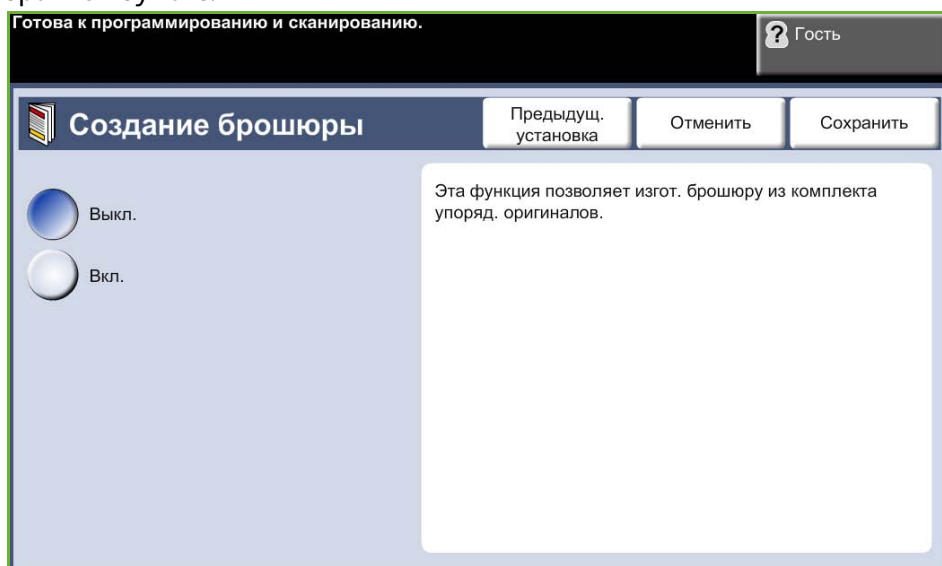 Готова к программированию и сканированию.
? Гость
Создание брошюры
Предыдущ.
установка
Отменить
Сохранить
Выкл.
Эта функция позволяет изгот. брошюру из комплекта
упоряд. оригиналов.
Вкл.